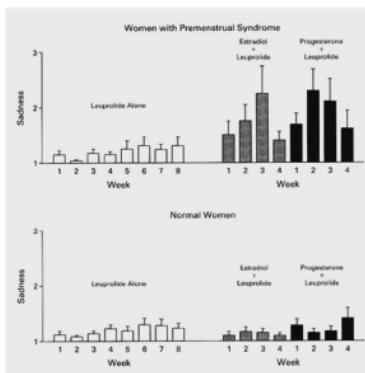 Women with Premenstrual Syndrome
3
Estradiol
+
Leuprolide
Progesterone
+
Leuprolide
Sadness
2
Leuprolide Alone
1
1 2 3 4 5 6 7 8
1 2 3 4 1 2 3 4
Week
Week
Normal Women
3
Sadness
2
Leuprolide Alone
Estradiol
+
Leuprolide
Progesterone
+
Leuprolide
1
1 2 3 4 5 6 7 8
1 2 3 4 1 2 3 4
Week
Week